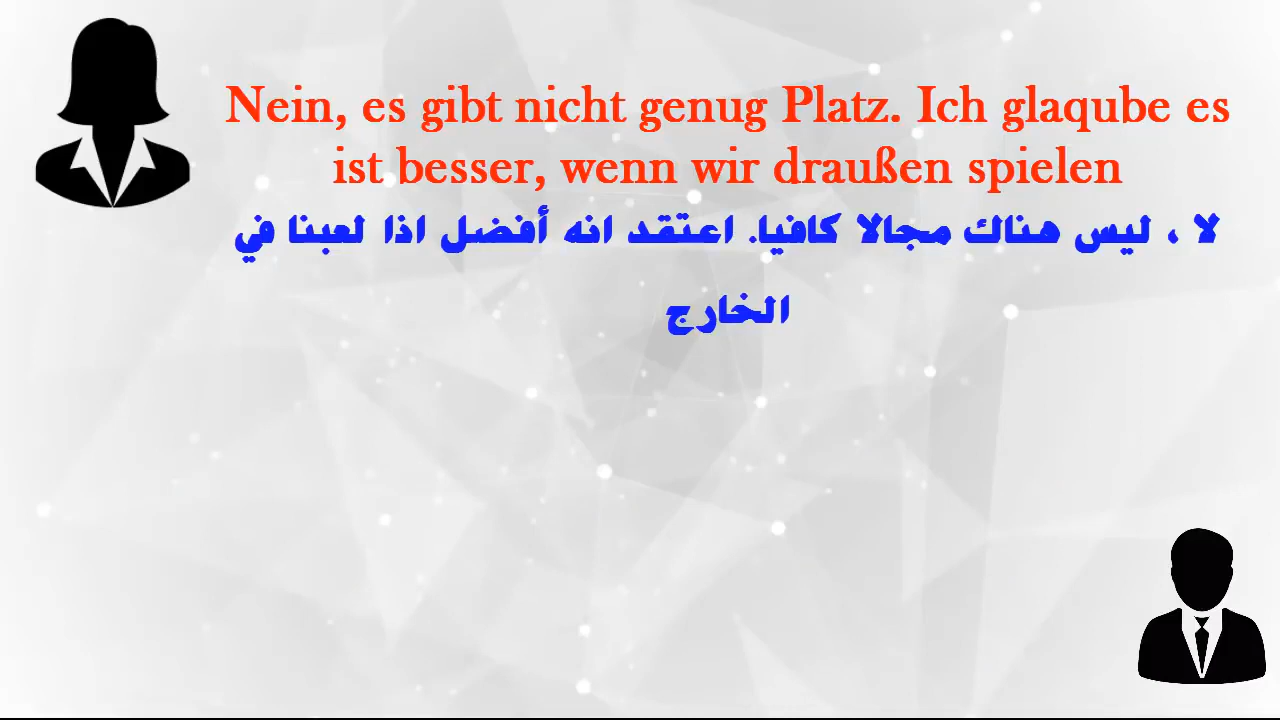 Nein, es gibt nicht genug Platz. Ich glaqube es
ist besser, wenn wir draußen spielen
لا ، ليس هناك مجالا كافيا. اعتقد انه أفضل اذا لعبنا في
الخارج